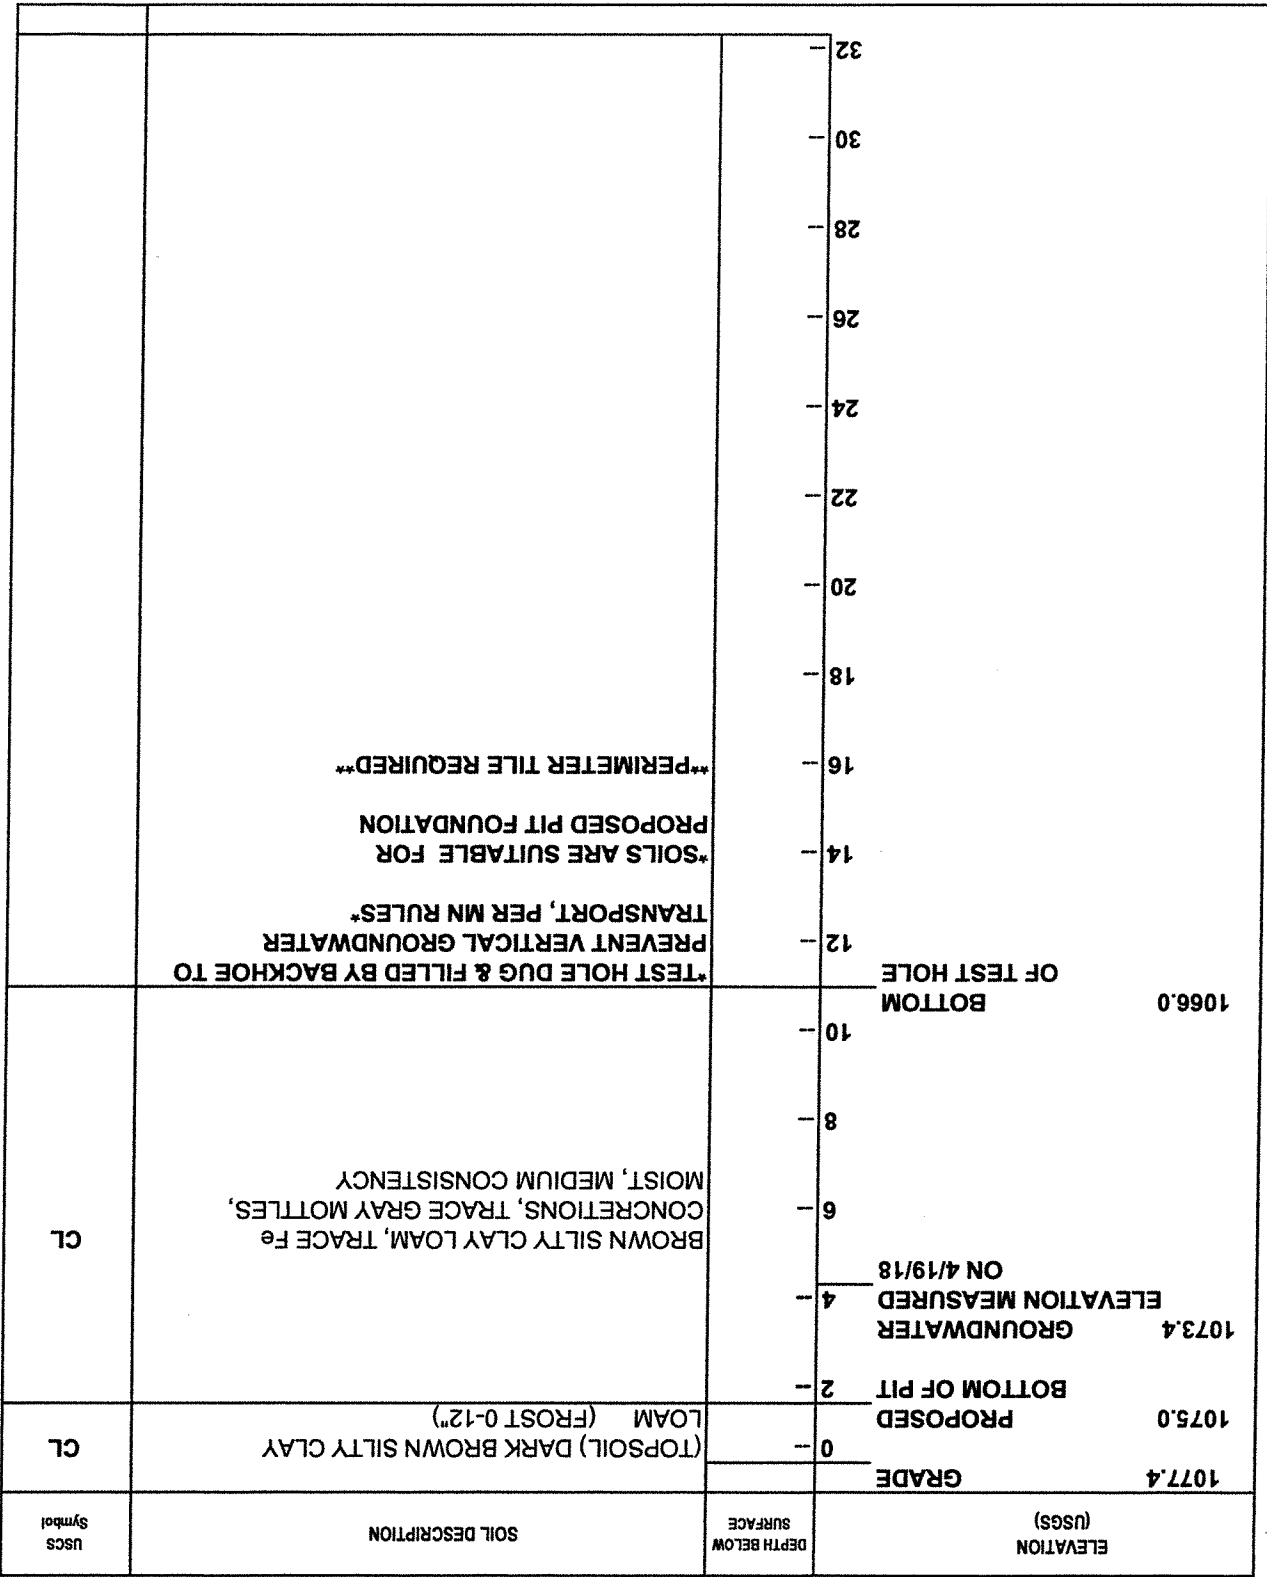 ELEVATION
(USGS)
DEPTH BELOW
SURFACE
SOIL DESCRIPTION
USCS
Symbol
1077.4 GRADE
0
(TOPSOIL) DARK BROWN SILTY CLAY
LOAM (FROST 0-12")
CL
1075.0 PROPOSED
BOTTOM OF PIT
2
1073.4 GROUNDWATER
ELEVATION MEASURED
ON 4/19/18
4
BROWN SILTY CLAY LOAM, TRACE Fe
CONCRETIONS, TRACE GRAY MOTTLES,
MOIST, MEDIUM CONSISTENCY
CL
6
8
10
1066.0 BOTTOM
OF TEST HOLE
*TEST HOLE DUG & FILLED BY BACKHOE TO
PREVENT VERTICAL GROUNDWATER
TRANSPORT, PER MN RULES*
12
*SOILS ARE SUITABLE FOR
PROPOSED PIT FOUNDATION
14
**PERIMETER TILE REQUIRED**
16
18
20
22
24
26
28
30
32